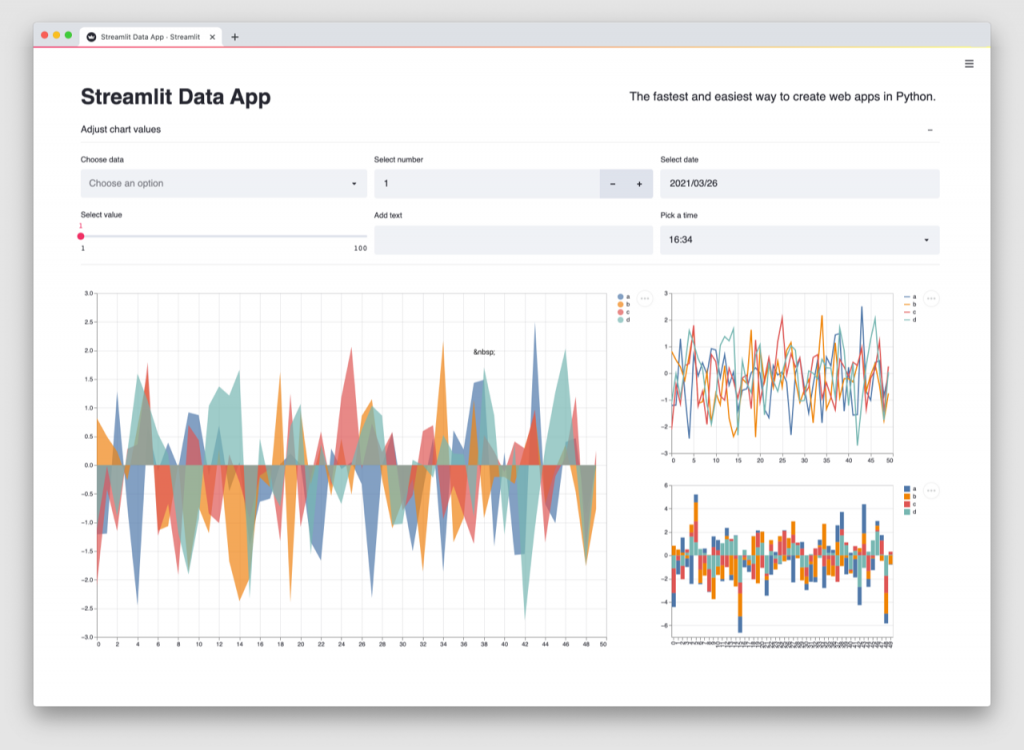 Streamlit Data App - Streamlit
Streamlit Data App
The fastest and easiest way to create web apps in Python.
Adjust chart values
Choose data
Select number
Select date
Choose an option
1
2021/03/26
Select value
Add text
Pick a time
1
1
100
16:34
3.0
2.5
2.0
1.5
1.0
0.5
0.0
−0.5
−1.0
−1.5
−2.0
−2.5
−3.0
0 2 4 6 8 10 12 14 16 18 20 22 24 26 28 30 32 34 36 38 40 42 44 46 48 50
&nbsp;
a
b
c
d
3
2
1
0
−1
−2
−3
0 5 10 15 20 25 30 35 40 45 50
a
b
c
d
6
4
2
0
−2
−4
−6
a
b
c
d